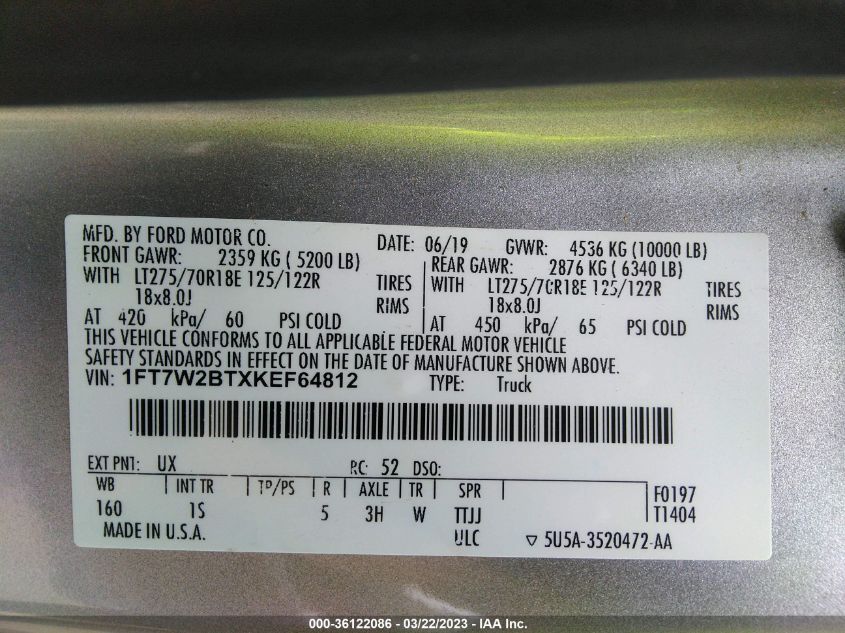 MFD. BY FORD MOTOR CO. DATE: 06/19 GVWR: 4536 KG (10000 LB)
FRONT GAWR: 2359 KG ( 5200 LB) REAR GAWR: 2876 KG ( 6340 LB)
WITH LT275/70R18E 125/122R TIRES WITH LT275/70R18E 125/122R TIRES
18x8.0J RIMS 18x8.0J RIMS
AT 420 kPa/ 60 PSI COLD AT 450 kPa/ 65 PSI COLD
THIS VEHICLE CONFORMS TO ALL APPLICABLE FEDERAL MOTOR VEHICLE
SAFETY STANDARDS IN EFFECT ON THE DATE OF MANUFACTURE SHOWN ABOVE.
VIN: 1FT7W2BTXKEF64812 TYPE: Truck
EXT PNT: UX RC: 52 DSO:
WB INT TR TP/PS R AXLE TR SPR F0197
160 1S 5 3H W TTJJ T1404
MADE IN U.S.A. ULC ▽ 5U5A-3520472-AA
000-36122086 - 03/22/2023 - IAA Inc.